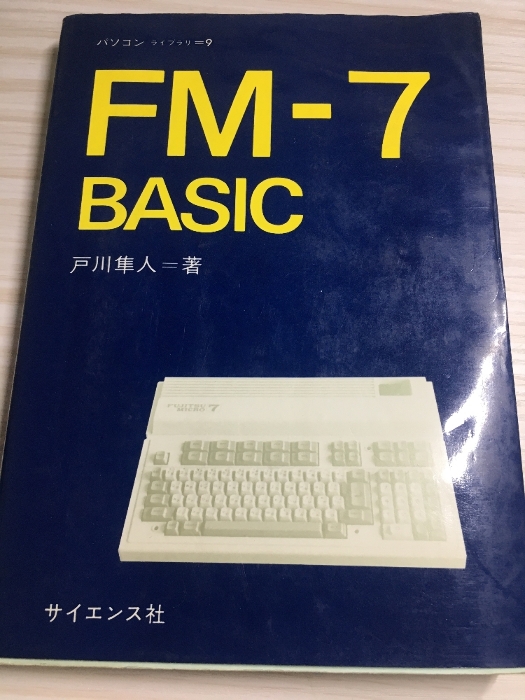 パソコン ライブラリ=9
FM-7
BASIC
戸川隼人=著
サイエンス社